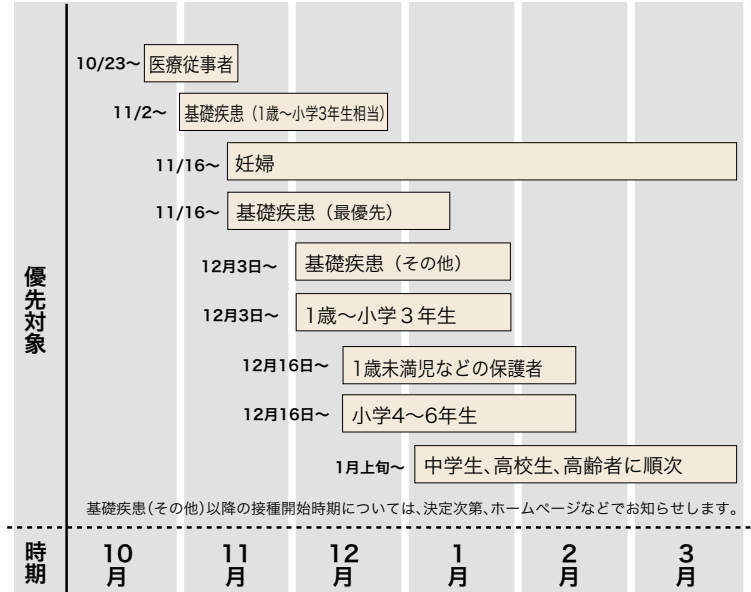 10/23～ 医療従事者
11/2～ 基礎疾患（1歳～小学3年生相当）
11/16～ 妊婦
11/16～ 基礎疾患（最優先）
12月3日～ 基礎疾患（その他）
12月3日～ 1歳～小学３年生
12月16日～ 1歳未満児などの保護者
12月16日～ 小学4～6年生
1月上旬～ 中学生、高校生、高齢者に順次
優先対象
基礎疾患（その他）以降の接種開始時期については、決定次第、ホームページなどでお知らせします。
時期 10月 11月 12月 1月 2月 3月